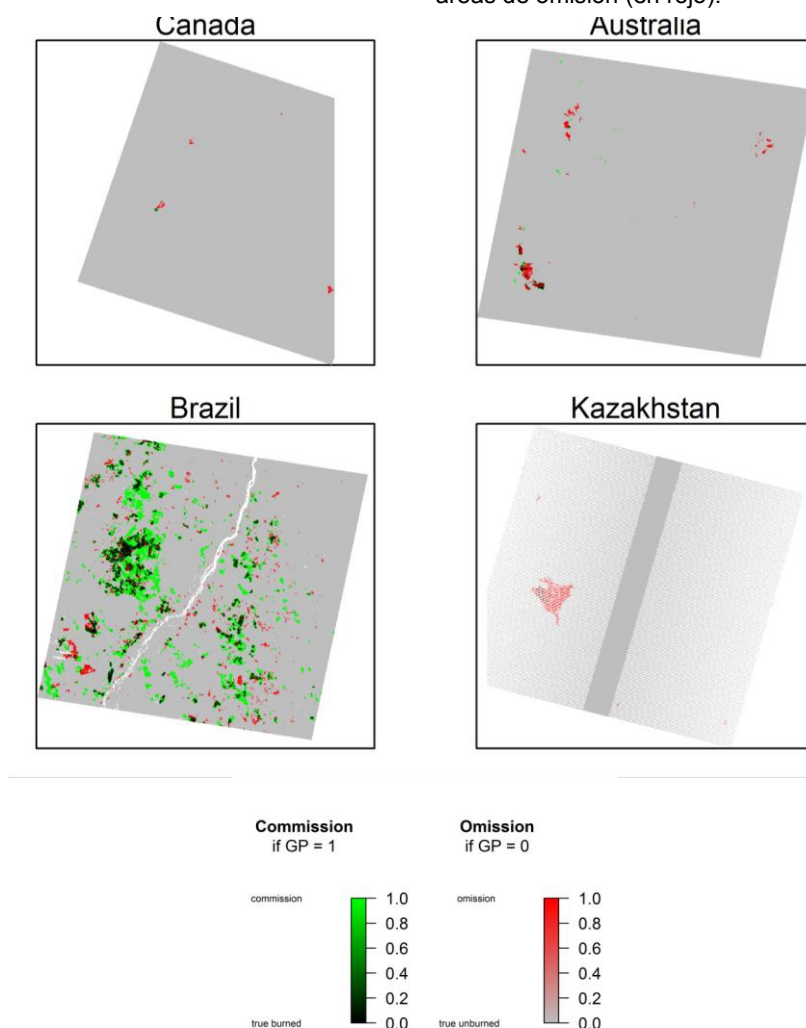 áreas de omisión (en rojo).
Canada
Australia
Brazil
Kazakhstan
Commission
if GP = 1
Omission
if GP = 0
commission
1.0
0.8
0.6
0.4
0.2
0.0
true burned
omission
1.0
0.8
0.6
0.4
0.2
0.0
true unburned